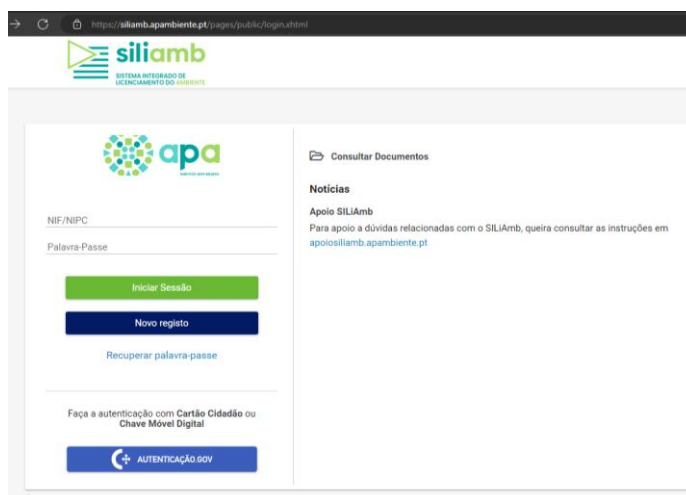 https://siliamb.apambiente.pt/pages/public/login.xhtml
siliamb
SISTEMA INTEGRADO DE
LICENCIAMENTO DO AMBIENTE
apa
NIF/NIPC
Palavra-Passe
Iniciar Sessão
Novo registo
Recuperar palavra-passe
Faça a autenticação com Cartão Cidadão ou
Chave Móvel Digital
AUTENTICAÇÃO.GOV
Consultar Documentos
Notícias
Apoio SILiAmb
Para apoio a dúvidas relacionadas com o SILiAmb, queira consultar as instruções em
apoiosiliamb.apambiente.pt